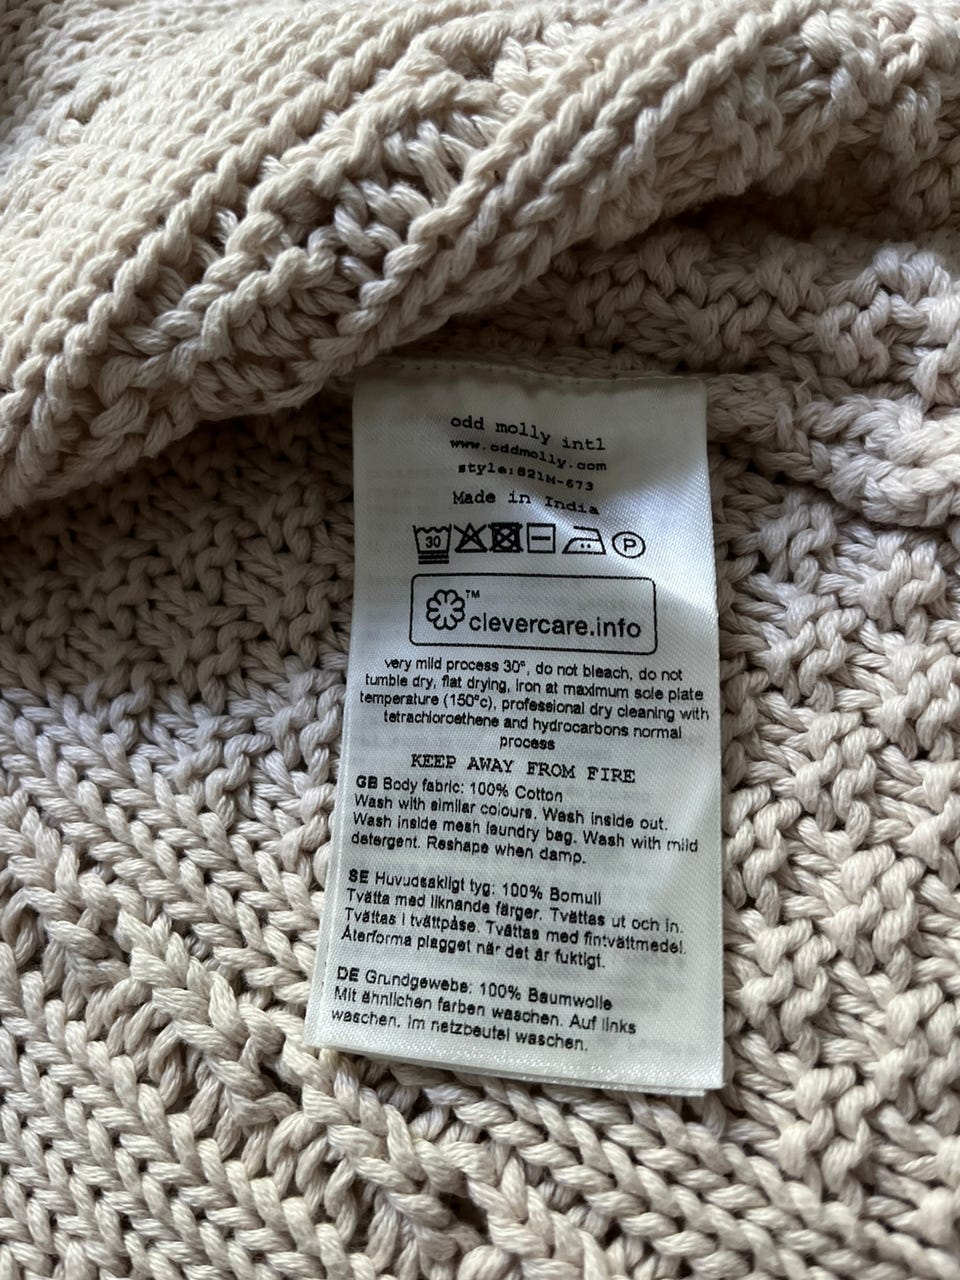 odd molly intl
www.oddmolly.com
style:821M-673
Made in India
30 P
™
clevercare.info
very mild process 30°, do not bleach, do not
tumble dry, flat drying, iron at maximum sole plate
temperature (150°c), professional dry cleaning with
tetrachloroethene and hydrocarbons normal
process
KEEP AWAY FROM FIRE
GB Body fabric: 100% Cotton
Wash with similar colours. Wash inside out.
Wash inside mesh laundry bag. Wash with mild
detergent. Reshape when damp.
SE Huvudsakligt tyg: 100% Bomull
Tvätta med liknande färger. Tvättas ut och in.
Tvättas i tvättpåse. Tvättas med fintvättmedel.
Återforma plagget när det är fuktigt.
DE Grundgewebe: 100% Baumwolle
Mit ähnlichen farben waschen. Auf links
waschen. Im netzbeutel waschen.